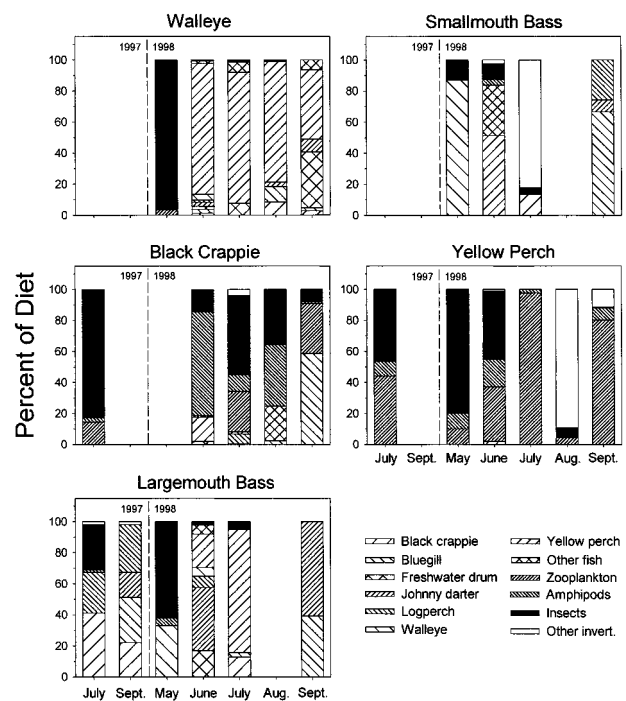 Walleye
Smallmouth Bass
1997 1998
1997 1998
100
80
60
40
20
0
100
80
60
40
20
0
Black Crappie
Yellow Perch
1997 1998
1997 1998
100
80
60
40
20
0
100
80
60
40
20
0
July Sept. May June July Aug. Sept.
Percent of Diet
Largemouth Bass
1997 1998
100
80
60
40
20
0
July Sept. May June July Aug. Sept.
Black crappie
Bluegill
Freshwater drum
Johnny darter
Logperch
Walleye
Yellow perch
Other fish
Zooplankton
Amphipods
Insects
Other invert.